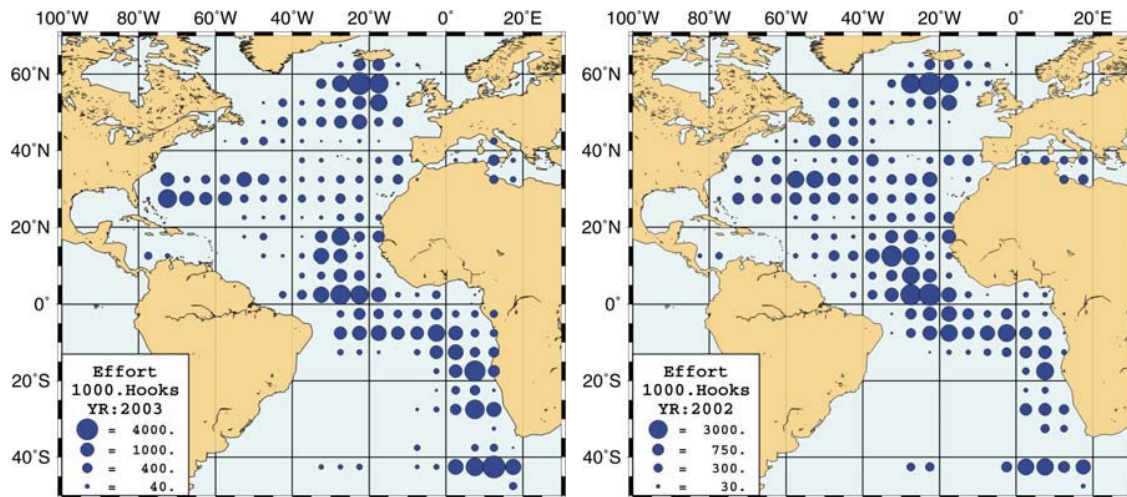 100°W 80°W 60°W 40°W 20°W 0° 20°E
60°N
40°N
20°N
0°
20°S
40°S
Effort
1000.Hooks
YR:2003
= 4000.
= 1000.
= 400.
= 40.
100°W 80°W 60°W 40°W 20°W 0° 20°E
60°N
40°N
20°N
0°
20°S
40°S
Effort
1000.Hooks
YR:2002
= 3000.
= 750.
= 300.
= 30.